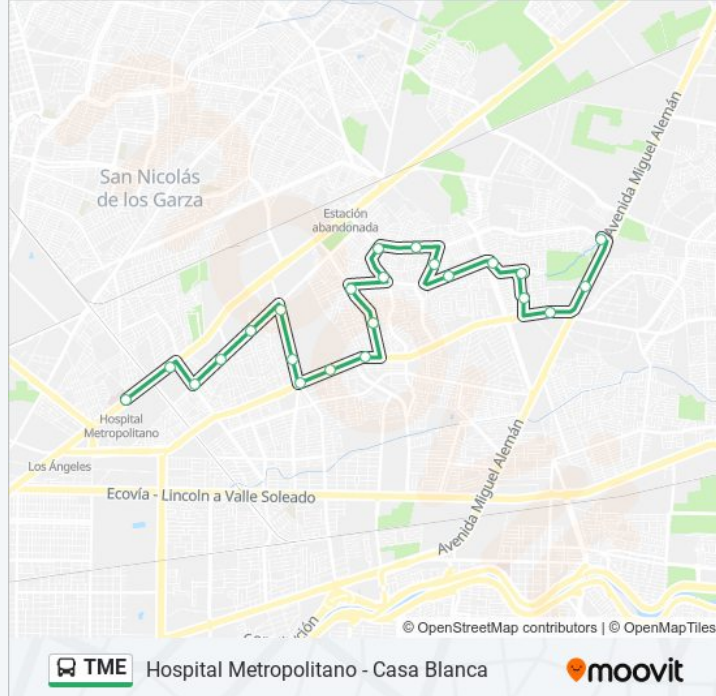 San Nicolás
de los Garza
Estación
abandonada
Avenida Miguel Alemán
Hospital
Metropolitano
Los Ángeles
Ecovía - Lincoln a Valle Soleado
Avenida Miguel Alemán
© OpenStreetMap contributors | © OpenMapTiles
TME Hospital Metropolitano - Casa Blanca
moovit